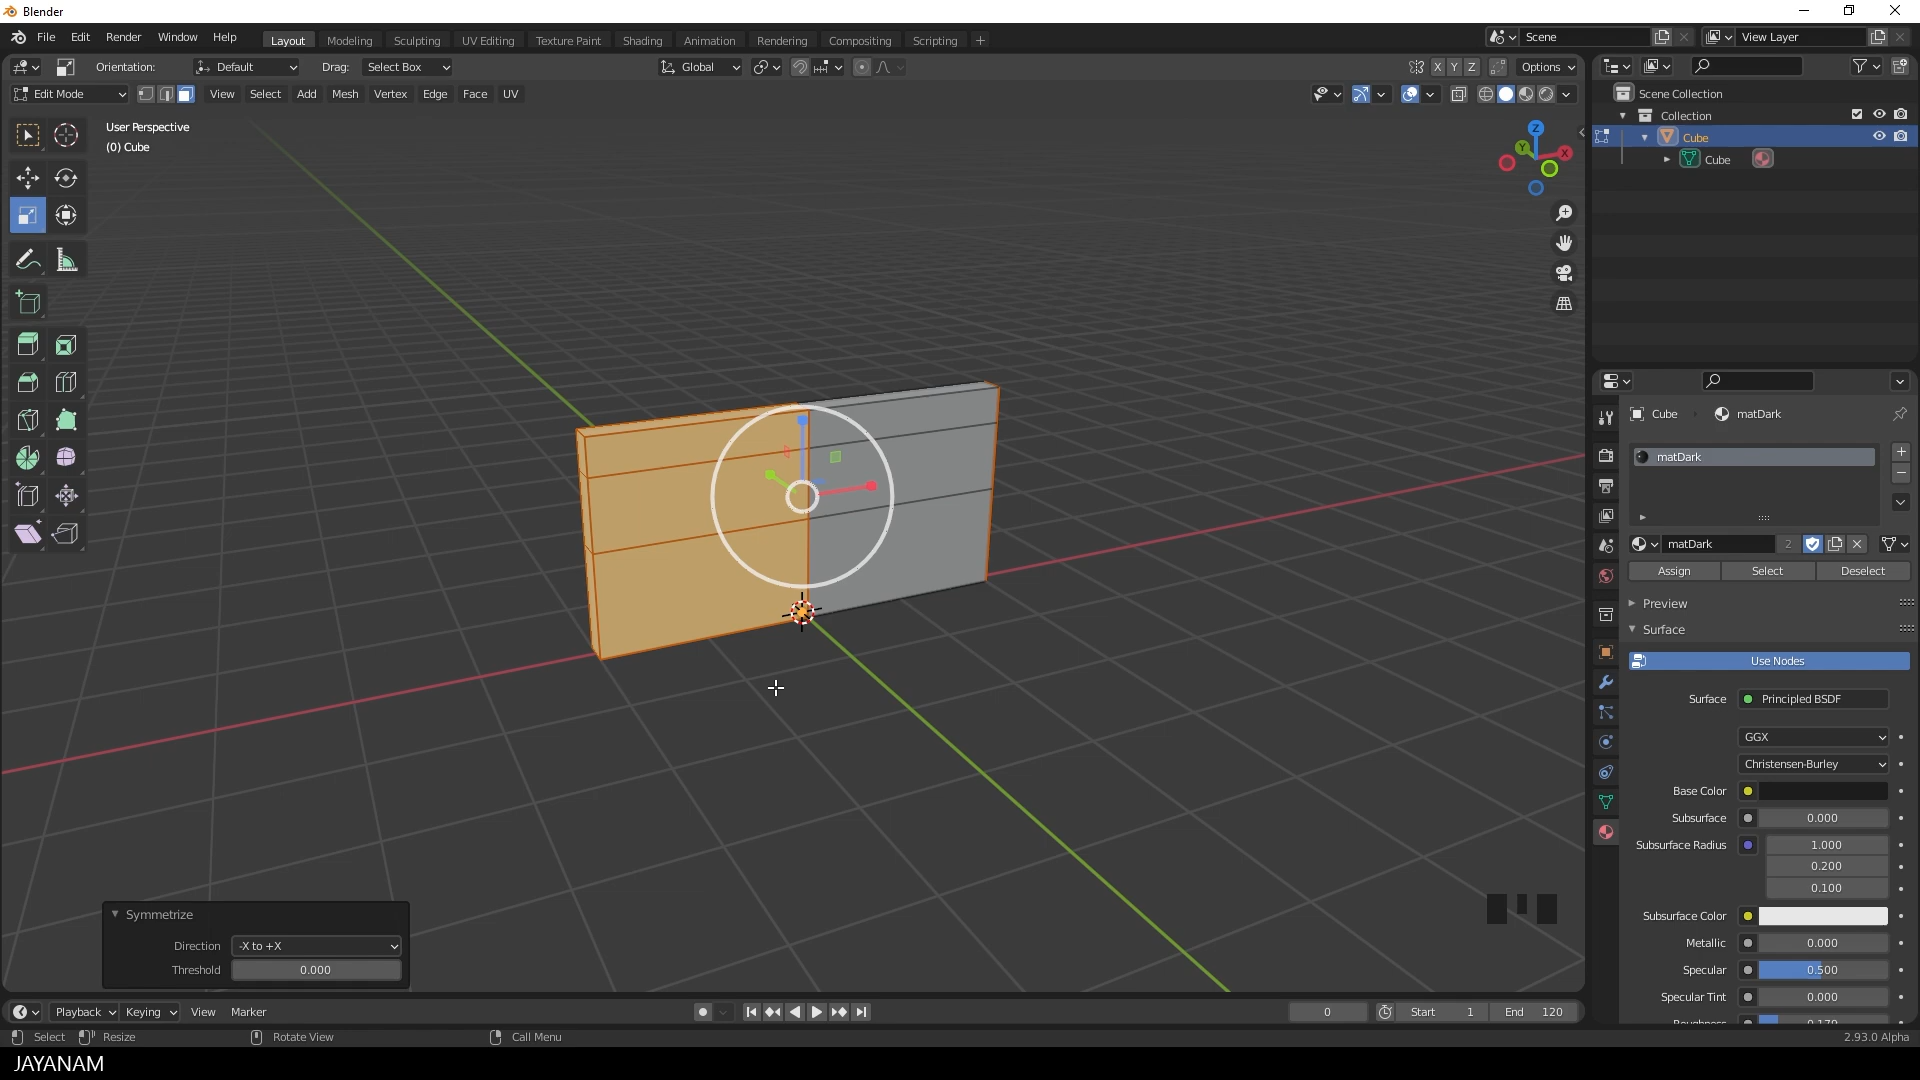 Blender
File Edit Render Window Help
Layout Modeling Sculpting UV Editing Texture Paint Shading Animation Rendering Compositing Scripting +
Scene View Layer
Orientation: Default Drag: Select Box Global X Y Z Options
Edit Mode View Select Add Mesh Vertex Edge Face UV
User Perspective
(0) Cube
Z
Y X
Scene Collection
Collection
Cube
Cube
Cube matDark
matDark
matDark 2
Assign Select Deselect
Preview
Surface
Use Nodes
Surface Principled BSDF
GGX
Christensen-Burley
Base Color
Subsurface 0.000
Subsurface Radius 1.000
0.200
0.100
Subsurface Color
Metallic 0.000
Specular 0.500
Specular Tint 0.000
Roughness 0.179
Symmetrize
Direction -X to +X
Threshold 0.000
Playback Keying View Marker 0 Start 1 End 120
Select Resize Rotate View Call Menu 2.93.0 Alpha
JAYANAM